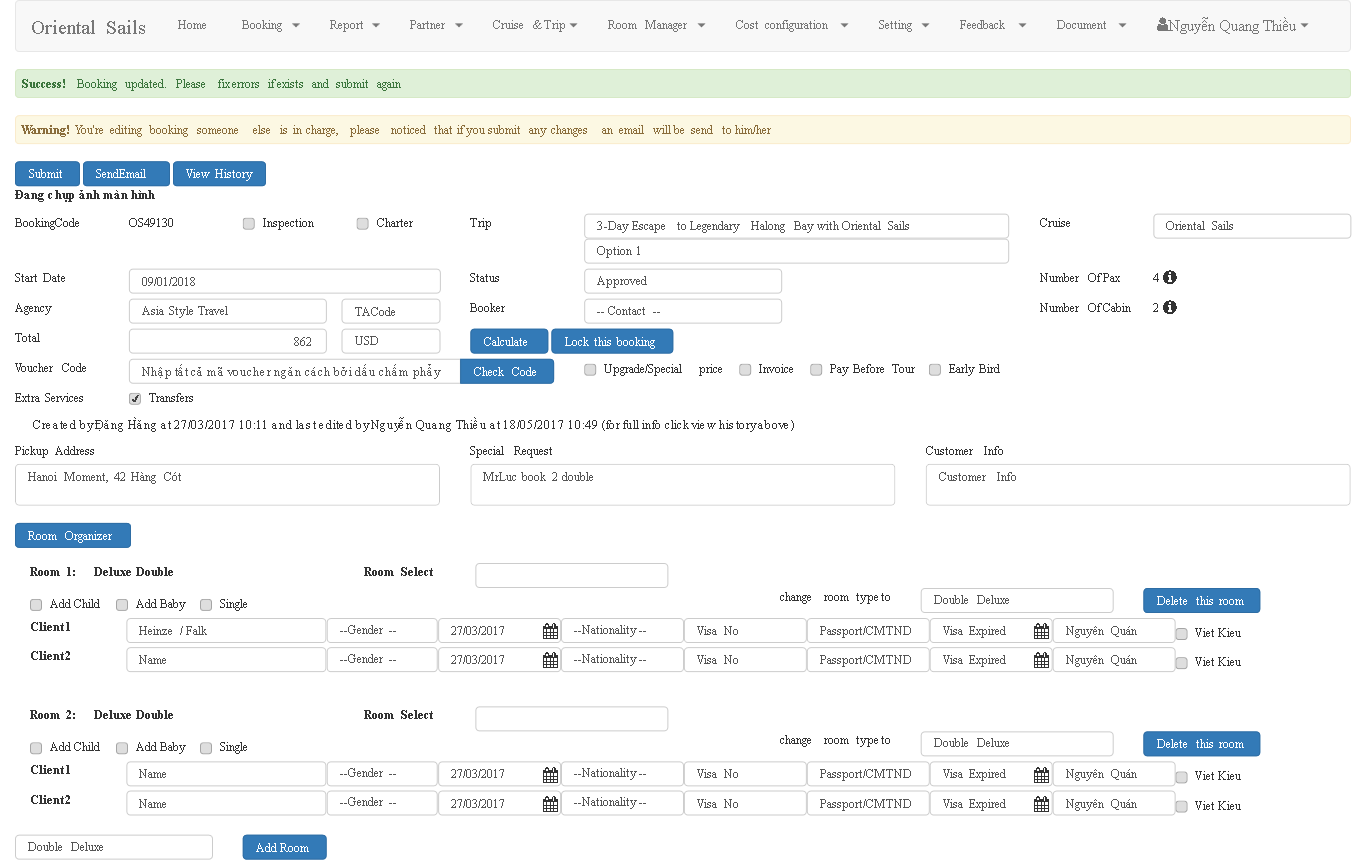 Oriental Sails Home Booking Report Partner Cruise & Trip Room Manager Cost configuration Setting Feedback Document Nguyễn Quang Thiều
Success! Booking updated. Please fix errors if exists and submit again
Warning! You're editing booking someone else is in charge, please noticed that if you submit any changes an email will be send to him/her
Submit SendEmail View History
Đang chụp ảnh màn hình
BookingCode OS49130 Inspection Charter Trip 3-Day Escape to Legendary Halong Bay with Oriental Sails Cruise Oriental Sails
Option 1
Start Date 09/01/2018 Status Approved Number Of Pax 4
Agency Asia Style Travel TACode Booker -- Contact -- Number Of Cabin 2
Total 862 USD Calculate Lock this booking
Voucher Code Nhập tất cả mã voucher ngăn cách bởi dấu chấm phẩy Check Code Upgrade/Special price Invoice Pay Before Tour Early Bird
Extra Services Transfers
Created by Đặng Hằng at 27/03/2017 10:11 and last edited by Nguyễn Quang Thiều at 18/05/2017 10:49 (for full info click view history above)
Pickup Address Special Request Customer Info
Hanoi Moment, 42 Hàng Cót MrLuc book 2 double Customer Info
Room Organizer
Room 1: Deluxe Double Room Select
change room type to Double Deluxe Delete this room
Add Child Add Baby Single
Client1 Heinze / Falk --Gender -- 27/03/2017 --Nationality-- Visa No Passport/CMTND Visa Expired Nguyên Quán Viet Kieu
Client2 Name --Gender -- 27/03/2017 --Nationality-- Visa No Passport/CMTND Visa Expired Nguyên Quán Viet Kieu
Room 2: Deluxe Double Room Select
change room type to Double Deluxe Delete this room
Add Child Add Baby Single
Client1 Name --Gender -- 27/03/2017 --Nationality-- Visa No Passport/CMTND Visa Expired Nguyên Quán Viet Kieu
Client2 Name --Gender -- 27/03/2017 --Nationality-- Visa No Passport/CMTND Visa Expired Nguyên Quán Viet Kieu
Double Deluxe Add Room